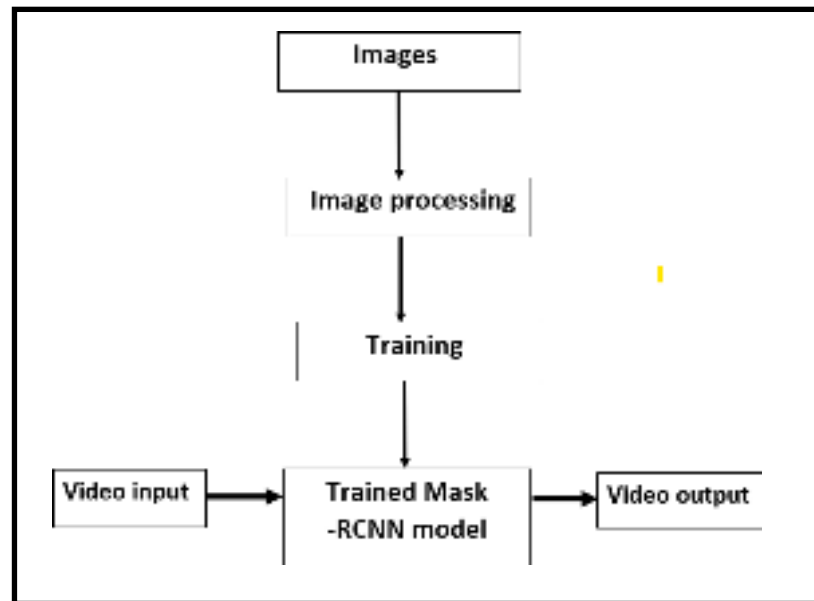 Images
Image processing
Training
Video input
Trained Mask
-RCNN model
VIdeo output